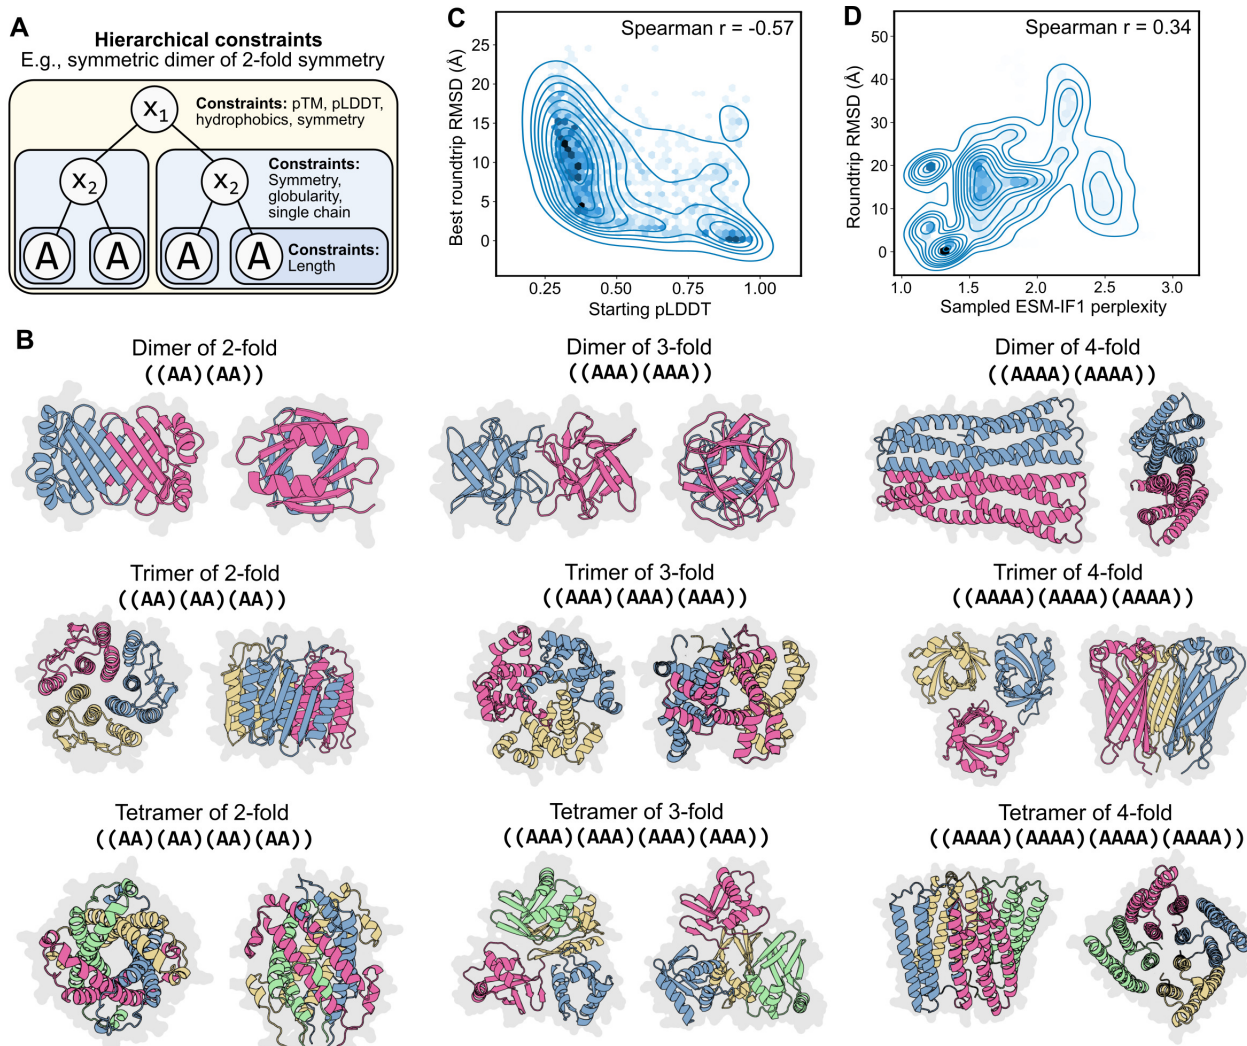 A
Hierarchical constraints
E.g., symmetric dimer of 2-fold symmetry
x1
Constraints: pTM, pLDDT,
hydrophobics, symmetry
x2
x2
Constraints:
Symmetry,
globularity,
single chain
A
A
A
A
Constraints:
Length
C
Spearman r = -0.57
Best roundtrip RMSD (Å)
25
20
15
10
5
0
0.25
0.50
0.75
1.00
Starting pLDDT
D
Spearman r = 0.34
Roundtrip RMSD (Å)
50
40
30
20
10
0
1.0
1.5
2.0
2.5
3.0
Sampled ESM-IF1 perplexity
B
Dimer of 2-fold
((AA)(AA))
Dimer of 3-fold
((AAA)(AAA))
Dimer of 4-fold
((AAAA)(AAAA))
Trimer of 2-fold
((AA)(AA)(AA))
Trimer of 3-fold
((AAA)(AAA)(AAA))
Trimer of 4-fold
((AAAA)(AAAA)(AAAA))
Tetramer of 2-fold
((AA)(AA)(AA)(AA))
Tetramer of 3-fold
((AAA)(AAA)(AAA)(AAA))
Tetramer of 4-fold
((AAAA)(AAAA)(AAAA)(AAAA))